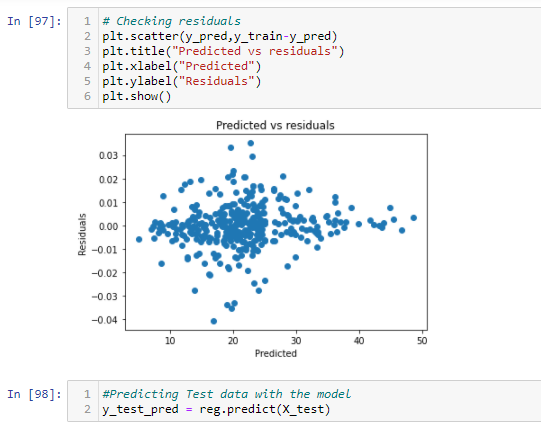 In [97]:
1 # Checking residuals
2 plt.scatter(y_pred,y_train-y_pred)
3 plt.title("Predicted vs residuals")
4 plt.xlabel("Predicted")
5 plt.ylabel("Residuals")
6 plt.show()
Predicted vs residuals
0.03
0.02
0.01
0.00
−0.01
−0.02
−0.03
−0.04
Residuals
10 20 30 40 50
Predicted
In [98]:
1 #Predicting Test data with the model
2 y_test_pred = reg.predict(X_test)